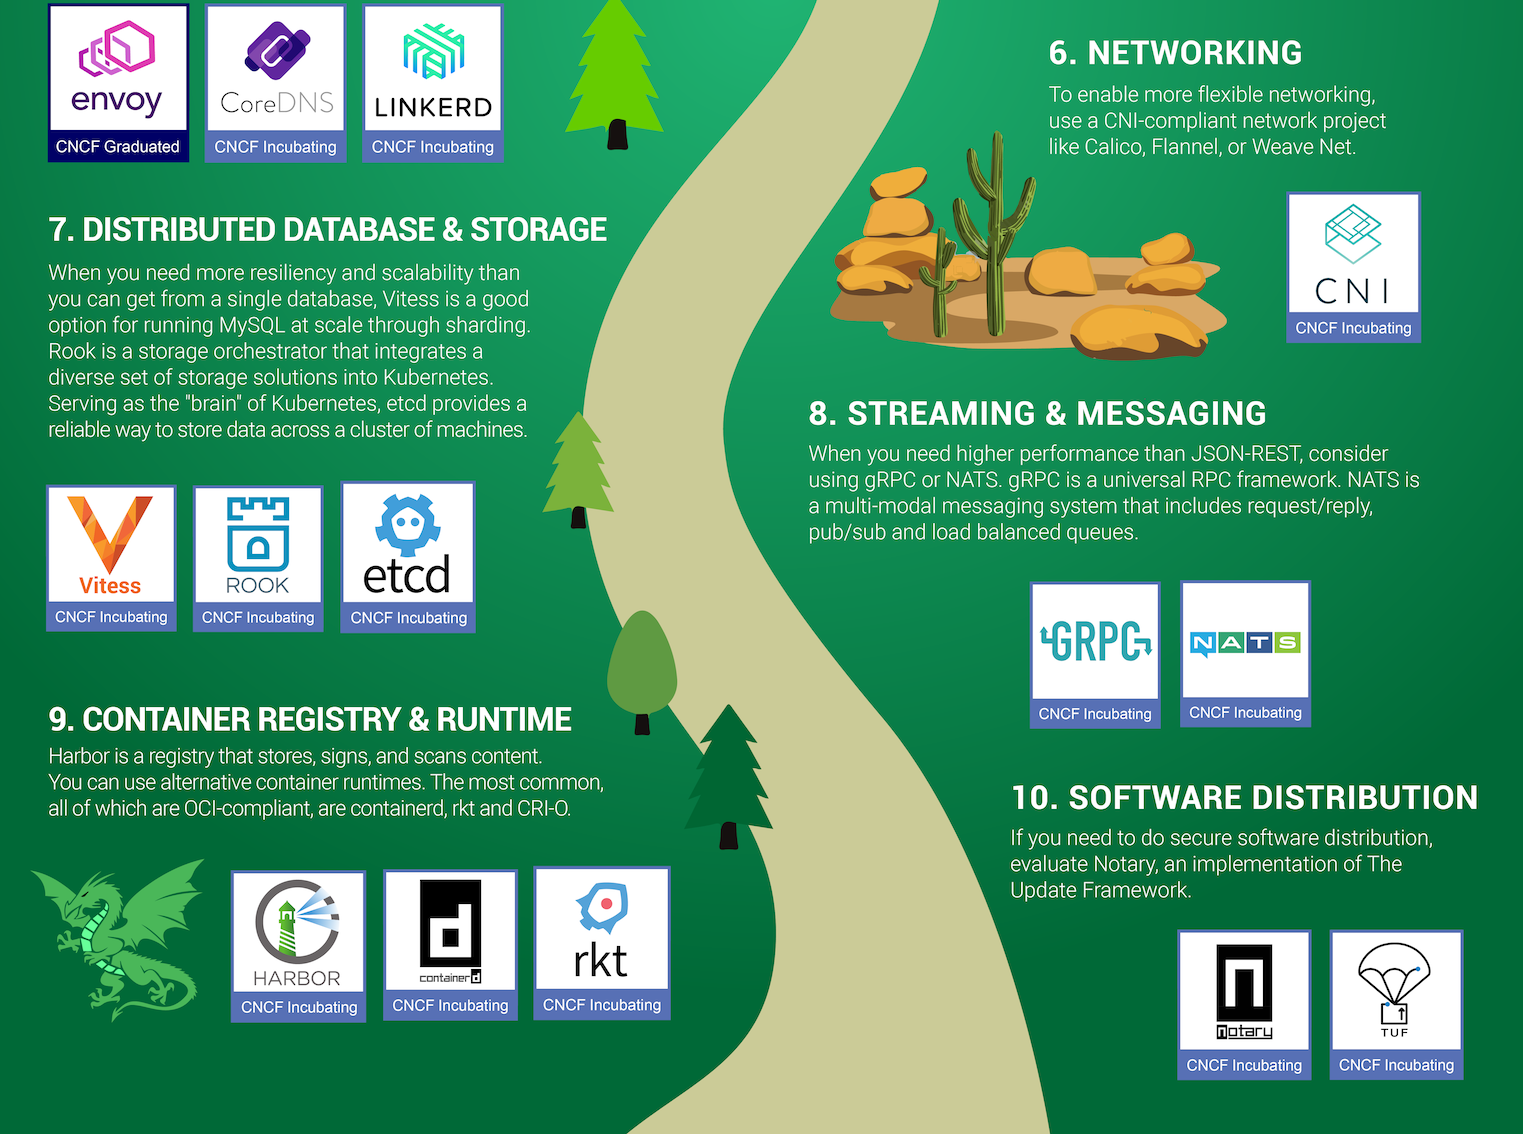 envoy
CNCF Graduated
CoreDNS
CNCF Incubating
LINKERD
CNCF Incubating
6. NETWORKING
To enable more flexible networking,
use a CNI-compliant network project
like Calico, Flannel, or Weave Net.
CNI
CNCF Incubating
7. DISTRIBUTED DATABASE & STORAGE
When you need more resiliency and scalability than
you can get from a single database, Vitess is a good
option for running MySQL at scale through sharding.
Rook is a storage orchestrator that integrates a
diverse set of storage solutions into Kubernetes.
Serving as the "brain" of Kubernetes, etcd provides a
reliable way to store data across a cluster of machines.
Vitess
CNCF Incubating
ROOK
CNCF Incubating
etcd
CNCF Incubating
8. STREAMING & MESSAGING
When you need higher performance than JSON-REST, consider
using gRPC or NATS. gRPC is a universal RPC framework. NATS is
a multi-modal messaging system that includes request/reply,
pub/sub and load balanced queues.
GRPC
CNCF Incubating
NATS
CNCF Incubating
9. CONTAINER REGISTRY & RUNTIME
Harbor is a registry that stores, signs, and scans content.
You can use alternative container runtimes. The most common,
all of which are OCI-compliant, are containerd, rkt and CRI-O.
n
HARBOR
CNCF Incubating
d
containerd
CNCF Incubating
rkt
CNCF Incubating
10. SOFTWARE DISTRIBUTION
If you need to do secure software distribution,
evaluate Notary, an implementation of The
Update Framework.
n
notary
CNCF Incubating
TUF
CNCF Incubating